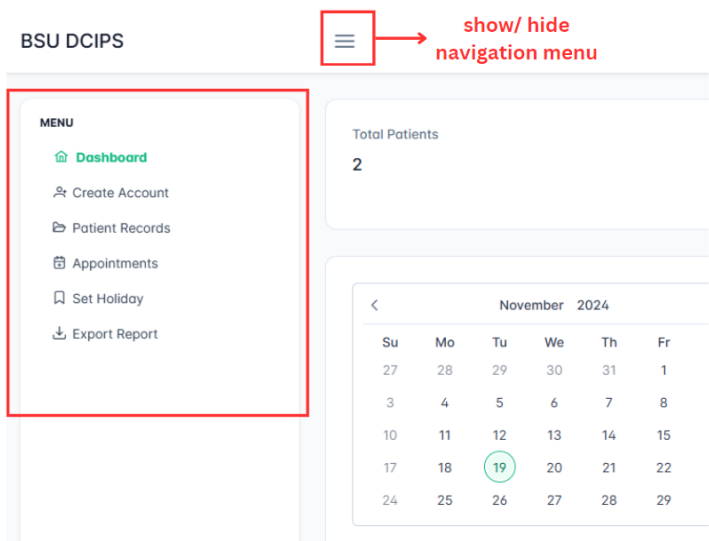 BSU DCIPS
show/ hide
navigation menu
MENU
Dashboard
Create Account
Patient Records
Appointments
Set Holiday
Export Report
Total Patients
2
November 2024
Su Mo Tu We Th Fr
27 28 29 30 31 1
3 4 5 6 7 8
10 11 12 13 14 15
17 18 19 20 21 22
24 25 26 27 28 29